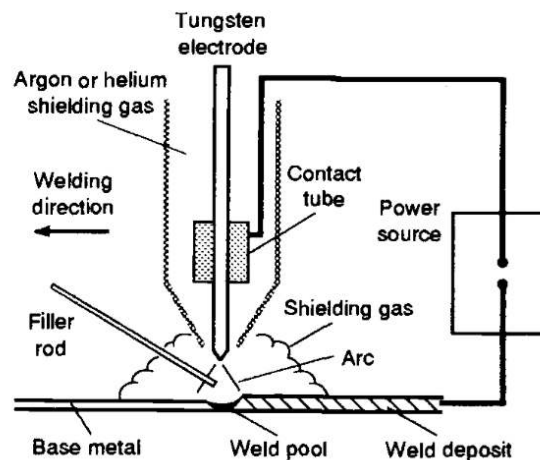 Tungsten
electrode
Argon or helium
shielding gas
Contact
tube
Welding
direction
Power
source
Shielding gas
Filler
rod
Arc
Base metal
Weld pool
Weld deposit